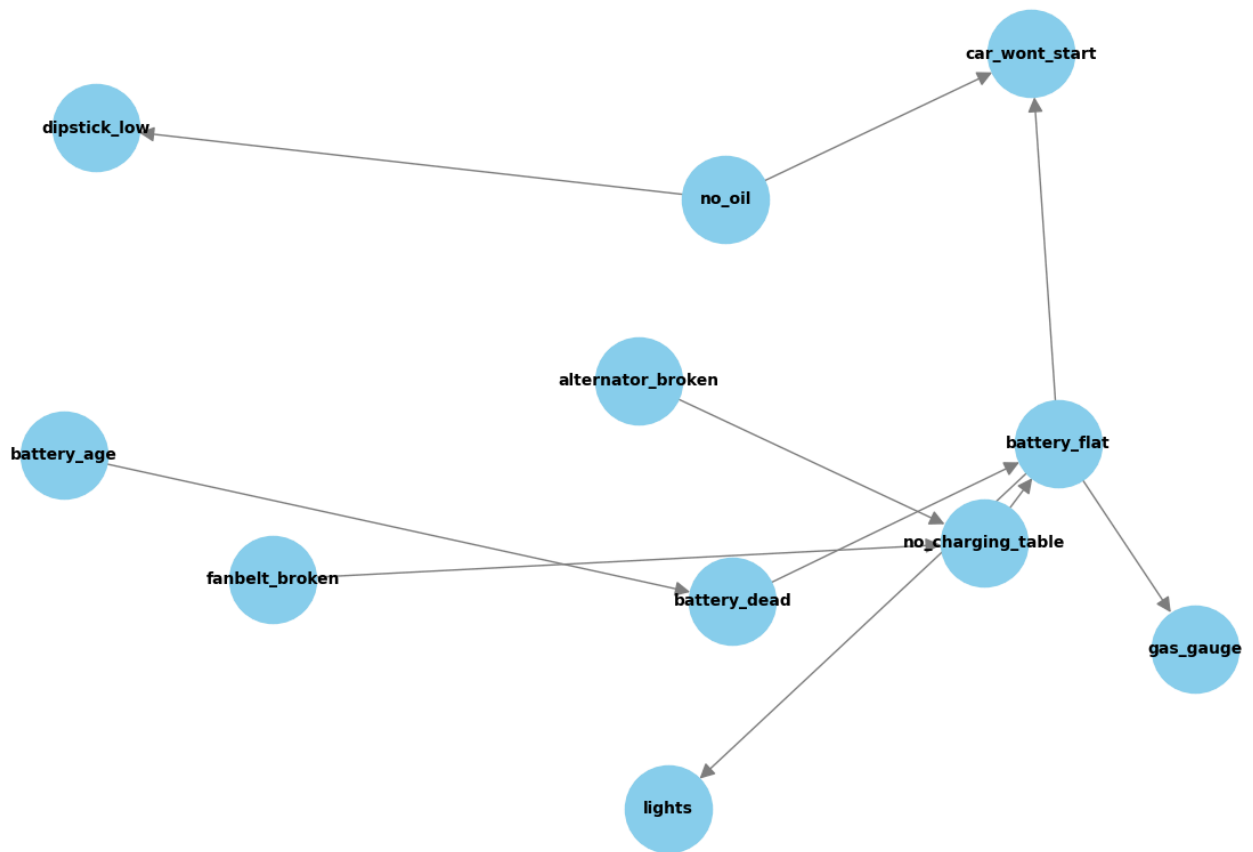 car_wont_start
dipstick_low
no_oil
alternator_broken
battery_flat
battery_age
no_charging_table
fanbelt_broken
battery_dead
gas_gauge
lights